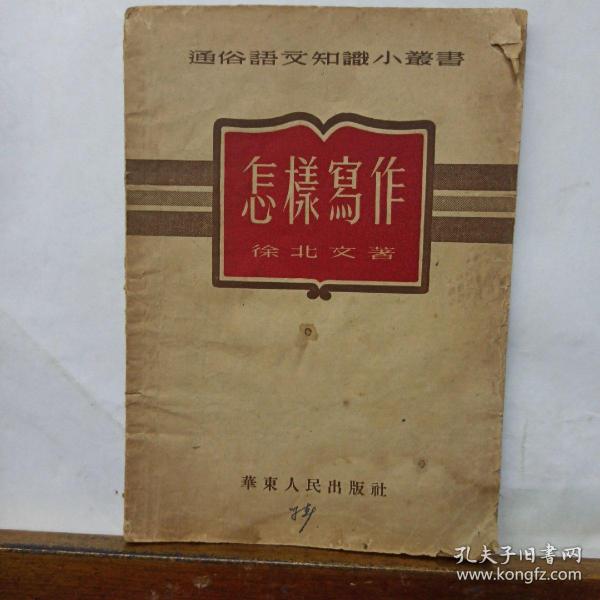 通俗語文知識小叢書
怎樣寫作
徐北文著
華東人民出版社
孔夫子旧书网
www.kongfz.com